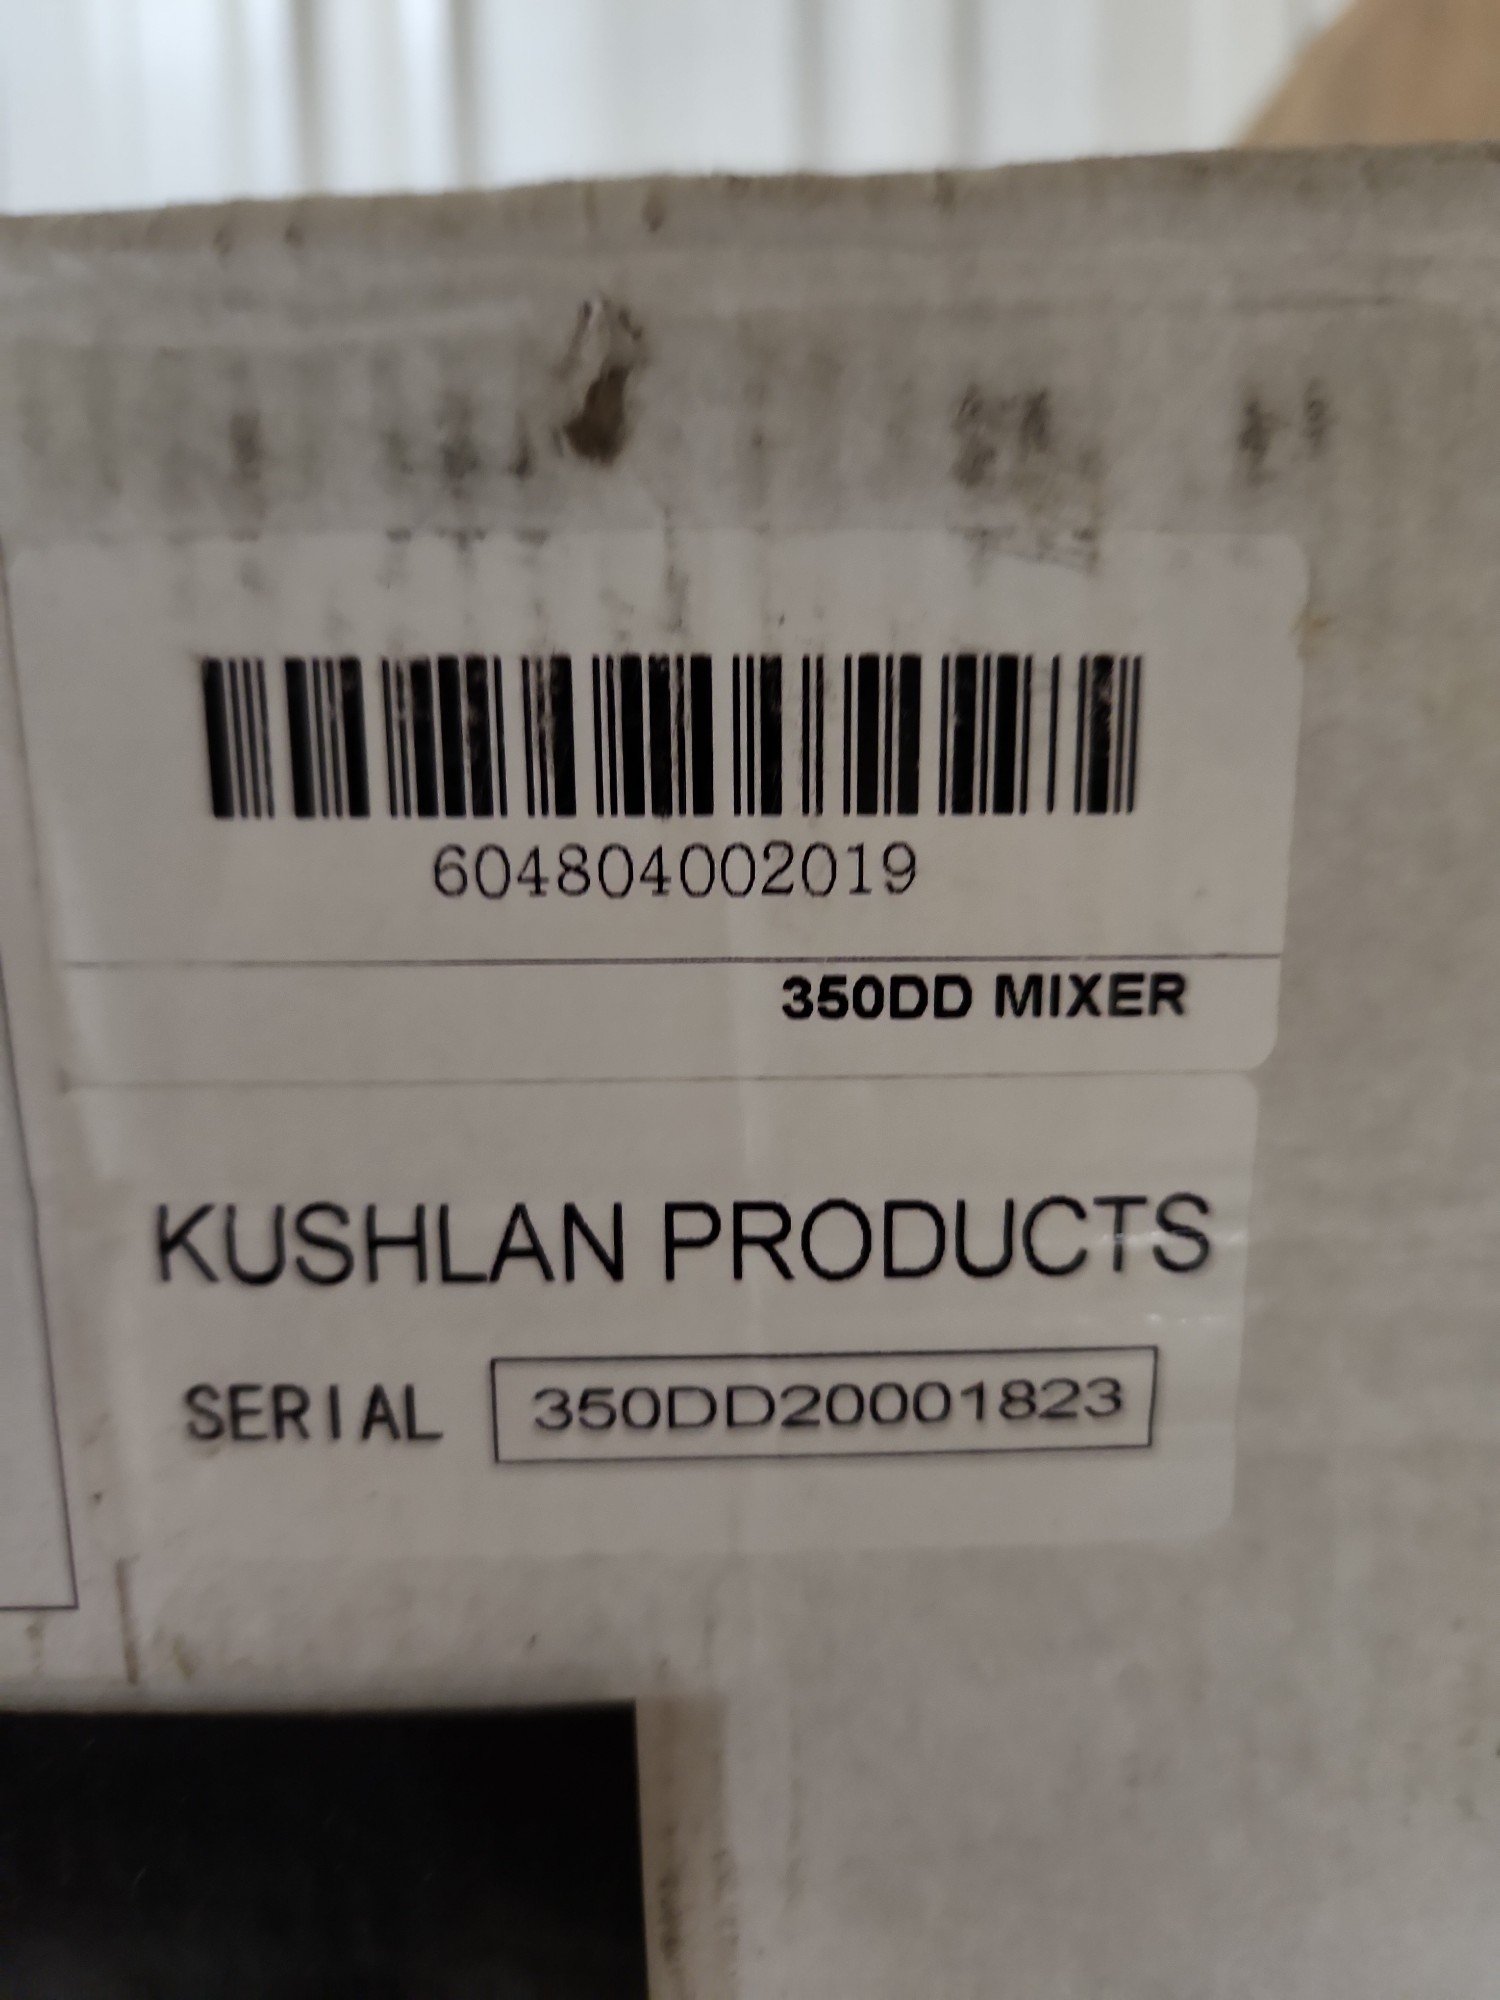 604804002019
350DD MIXER
KUSHLAN PRODUCTS
SERIAL 350DD20001823